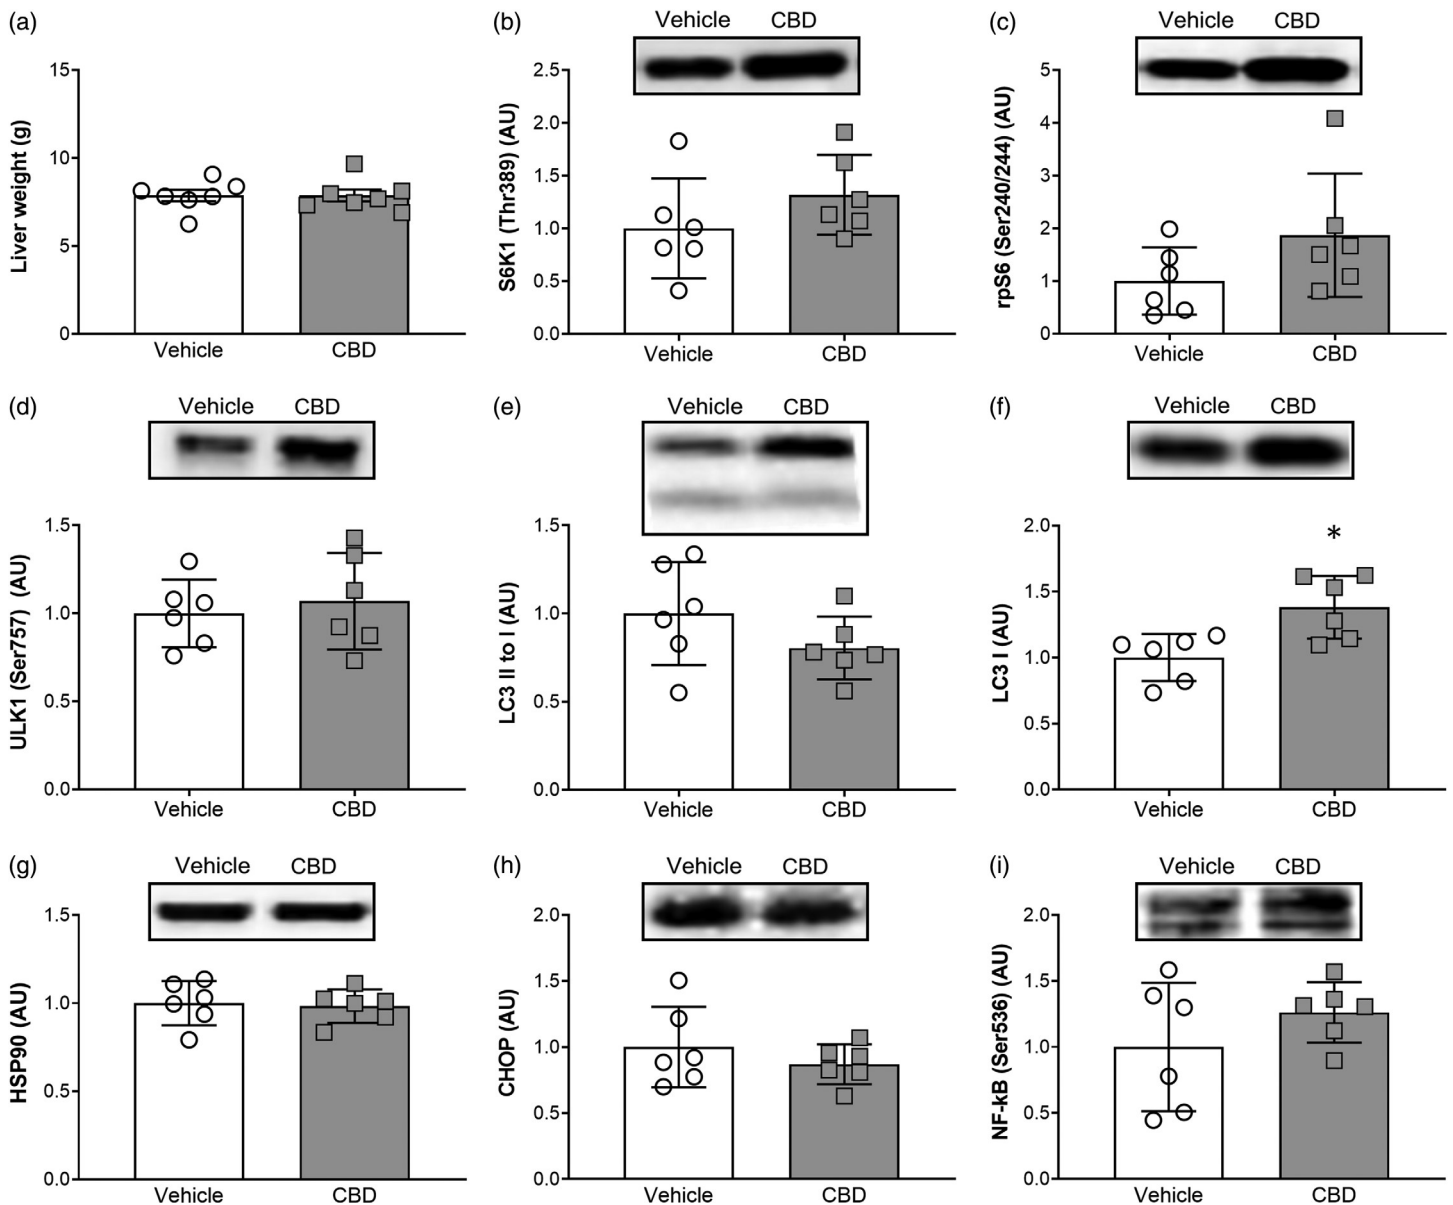 (a)
Liver weight (g)
15
10
5
0
Vehicle CBD
(b)
Vehicle CBD
S6K1 (Thr389) (AU)
2.5
2.0
1.5
1.0
0.5
0.0
Vehicle CBD
(c)
Vehicle CBD
rpS6 (Ser240/244) (AU)
5
4
3
2
1
0
Vehicle CBD
(d)
Vehicle CBD
ULK1 (Ser757) (AU)
1.5
1.0
0.5
0.0
Vehicle CBD
(e)
Vehicle CBD
LC3 II to I (AU)
1.5
1.0
0.5
0.0
Vehicle CBD
(f)
Vehicle CBD
LC3 I (AU)
2.0
1.5
1.0
0.5
0.0
*
Vehicle CBD
(g)
Vehicle CBD
HSP90 (AU)
1.5
1.0
0.5
0.0
Vehicle CBD
(h)
Vehicle CBD
CHOP (AU)
2.0
1.5
1.0
0.5
0.0
Vehicle CBD
(i)
Vehicle CBD
NF-kB (Ser536) (AU)
2.0
1.5
1.0
0.5
0.0
Vehicle CBD